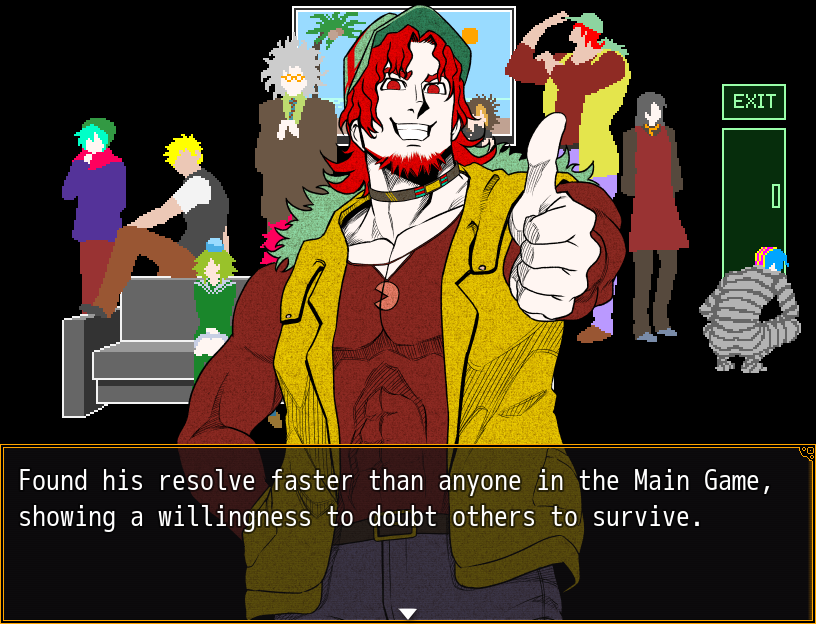 EXIT
Found his resolve faster than anyone in the Main Game,
showing a willingness to doubt others to survive.